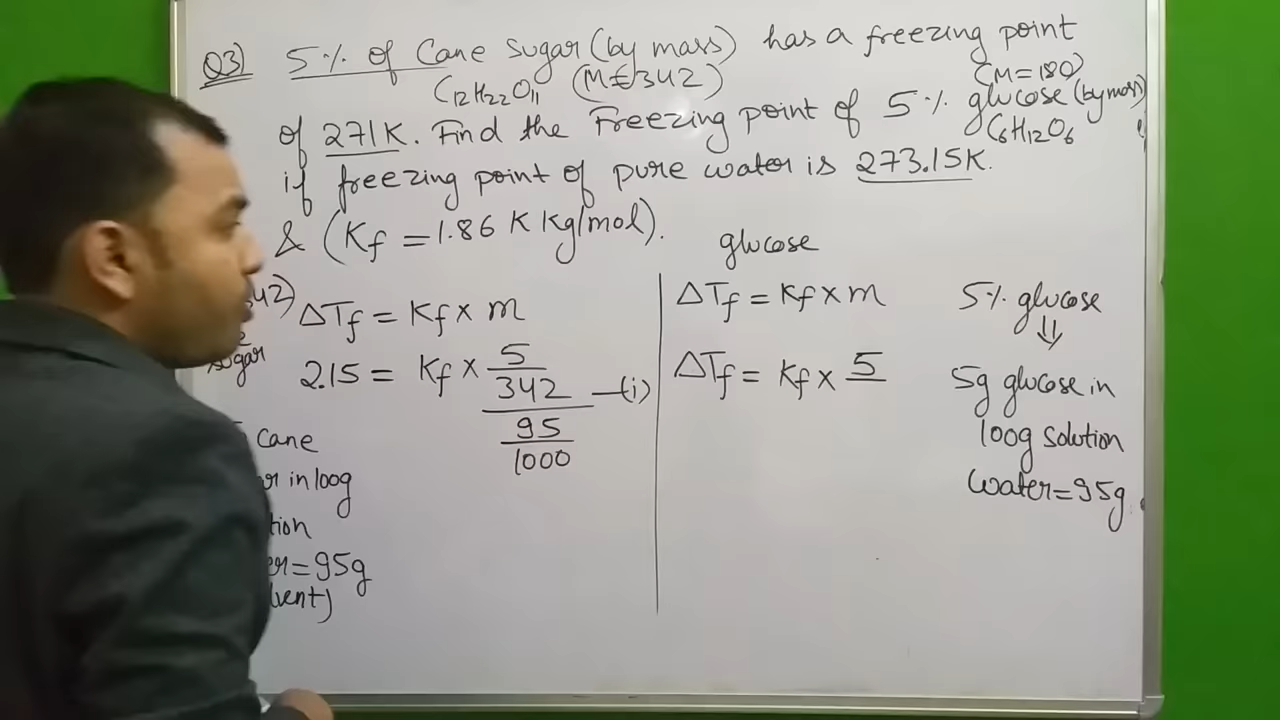 Q3) 5% of Cane sugar (by mass) has a freezing point
C12H22O11 (M=342) (M=180)
of 271K. Find the Freezing point of 5% glucose (by mass)
C6H12O6
if freezing point of pure water is 273.15K.
& (Kf = 1.86 K Kg/mol).
42)
sugar
ΔTf = Kf × m
2.15 = Kf × 5
342 —(i)
95
1000
cane
in 100g
= 95g
glucose
ΔTf = Kf × m
ΔTf = Kf × 5
5% glucose
⇓
5g glucose in
100g solution
water = 95g